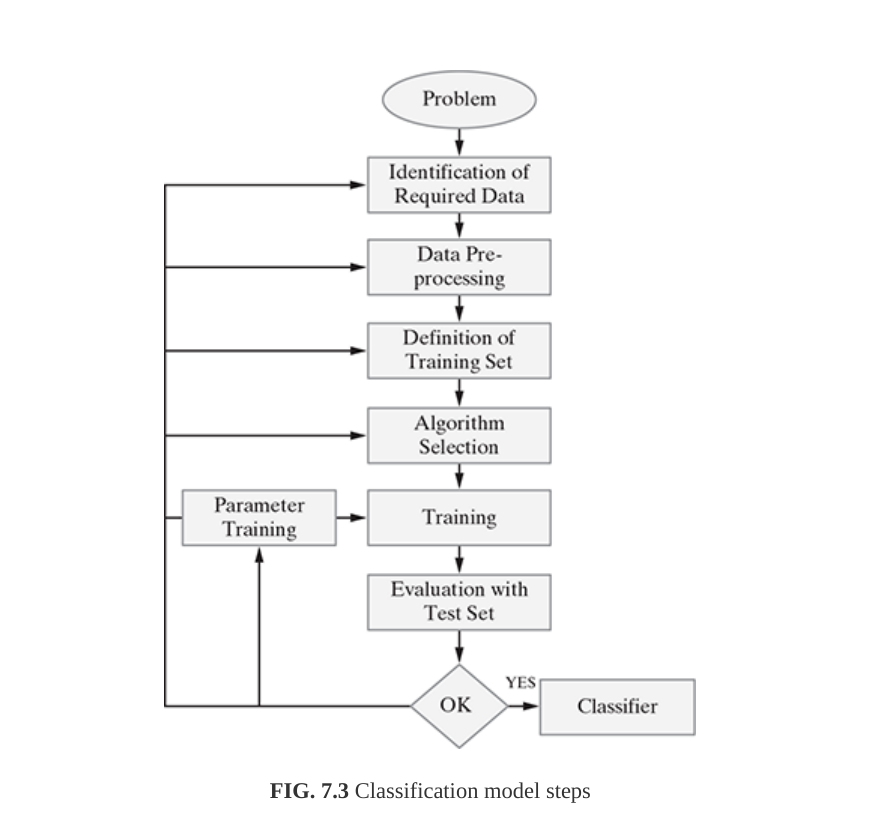 Problem
Identification of
Required Data
Data Pre-
processing
Definition of
Training Set
Algorithm
Selection
Parameter
Training
Training
Evaluation with
Test Set
OK
YES
Classifier
FIG. 7.3 Classification model steps